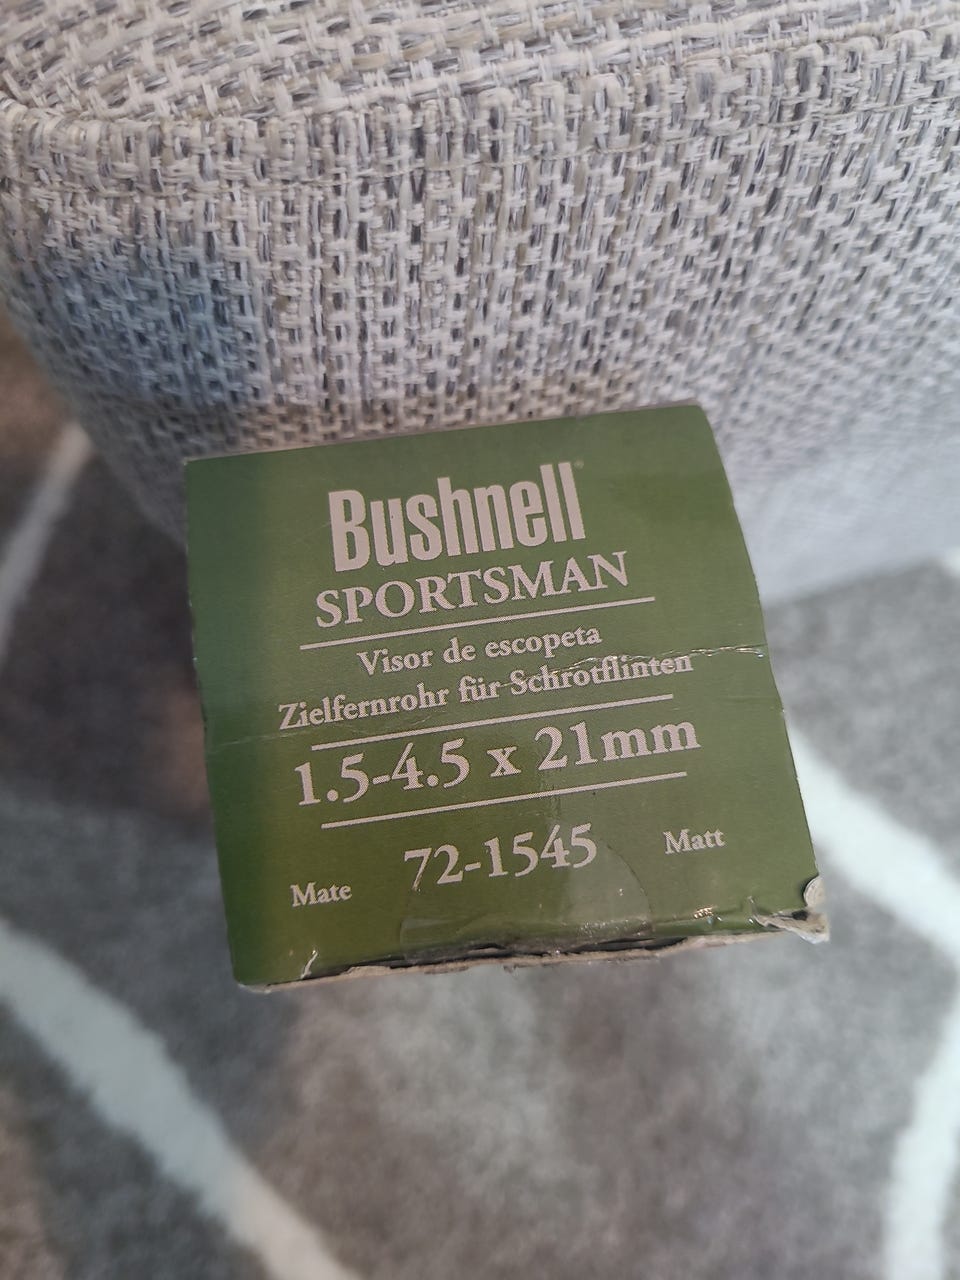 Bushnell®
SPORTSMAN
Visor de escopeta
Zielfernrohr für Schrotflinten
1.5-4.5 x 21mm
Mate 72-1545 Matt